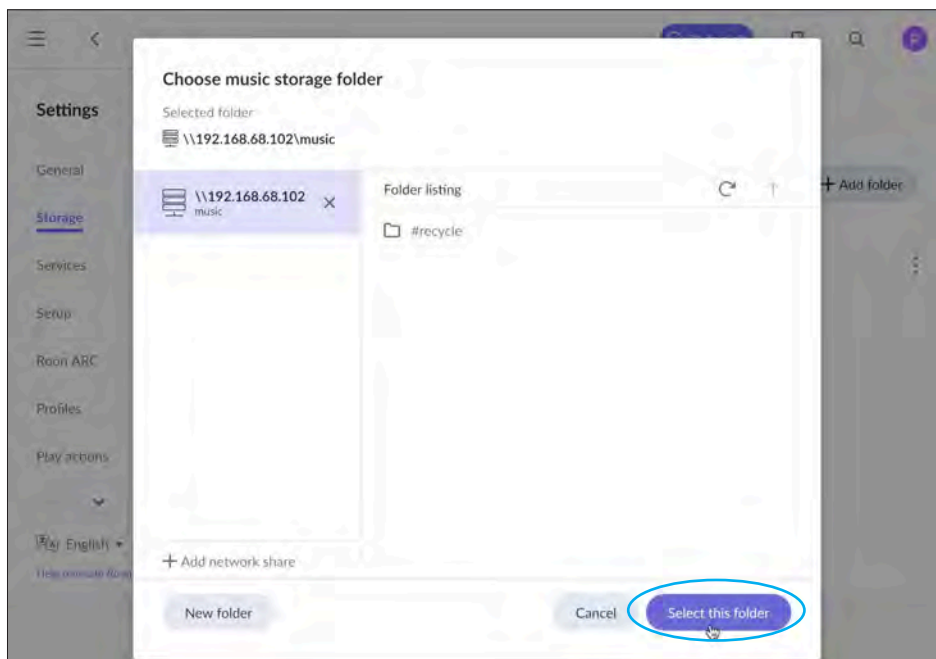 Choose music storage folder
Settings
Selected folder
\\192.168.68.102\music
General
\\192.168.68.102
music
Folder listing
+ Add folder
Storage
#recycle
Services
Setup
Roon ARC
Profiles
Play actions
English
+ Add network share
New folder
Cancel
Select this folder